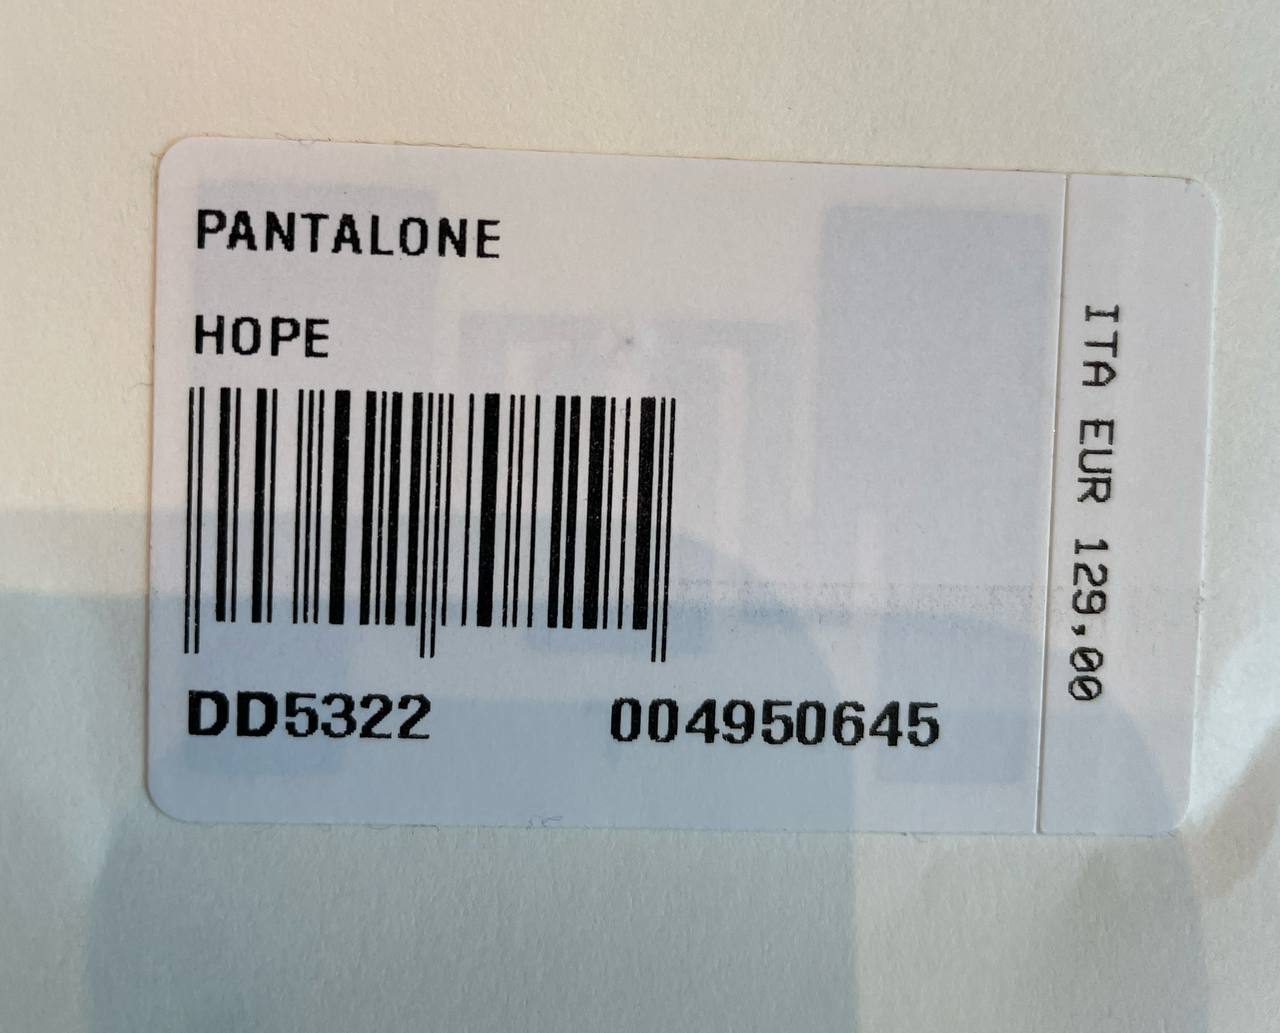 PANTALONE
HOPE
DD5322 004950645
ITA EUR 129,00